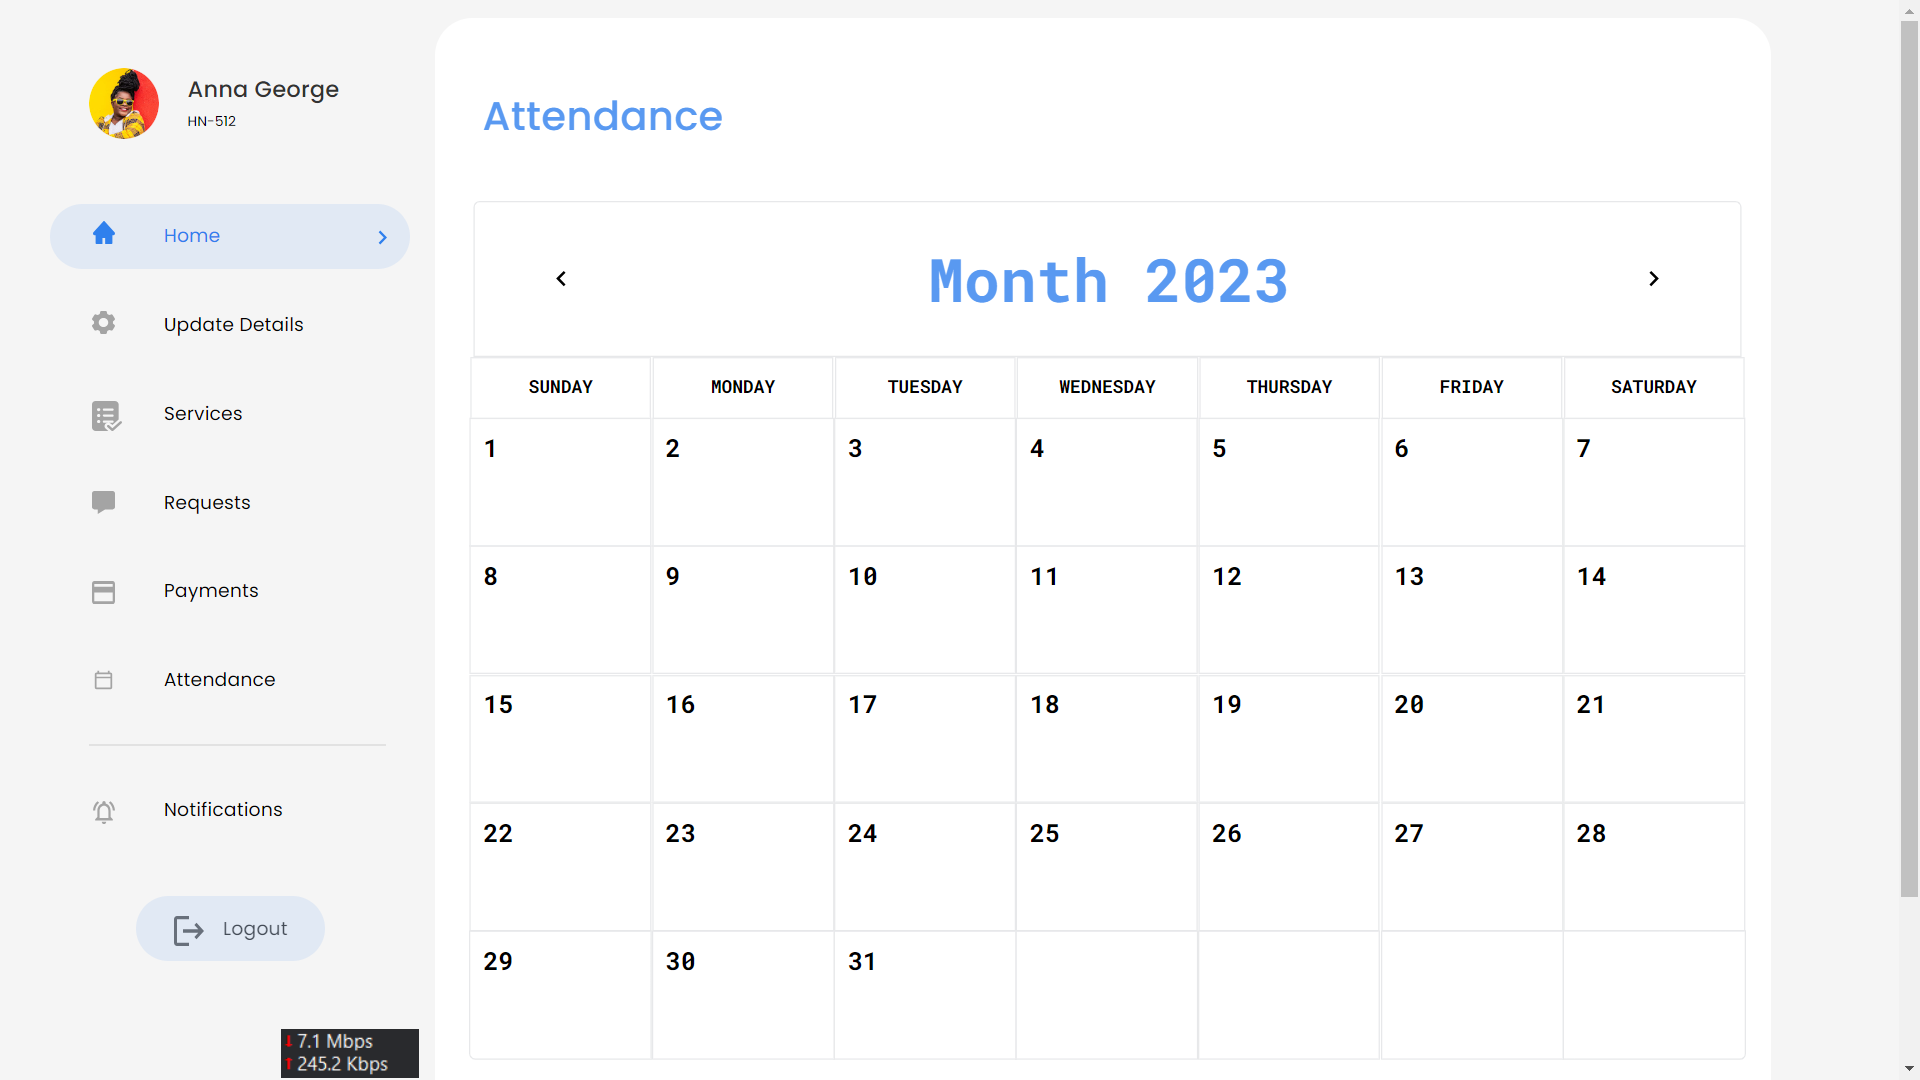 Anna George
HN-512
Home
Update Details
Services
Requests
Payments
Attendance
Notifications
Logout
7.1 Mbps
245.2 Kbps
Attendance
Month 2023
SUNDAY MONDAY TUESDAY WEDNESDAY THURSDAY FRIDAY SATURDAY
1 2 3 4 5 6 7
8 9 10 11 12 13 14
15 16 17 18 19 20 21
22 23 24 25 26 27 28
29 30 31